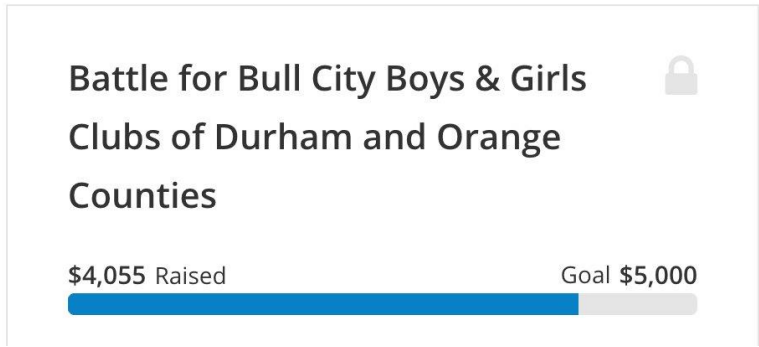 Battle for Bull City Boys & Girls
Clubs of Durham and Orange
Counties
$4,055 Raised Goal $5,000